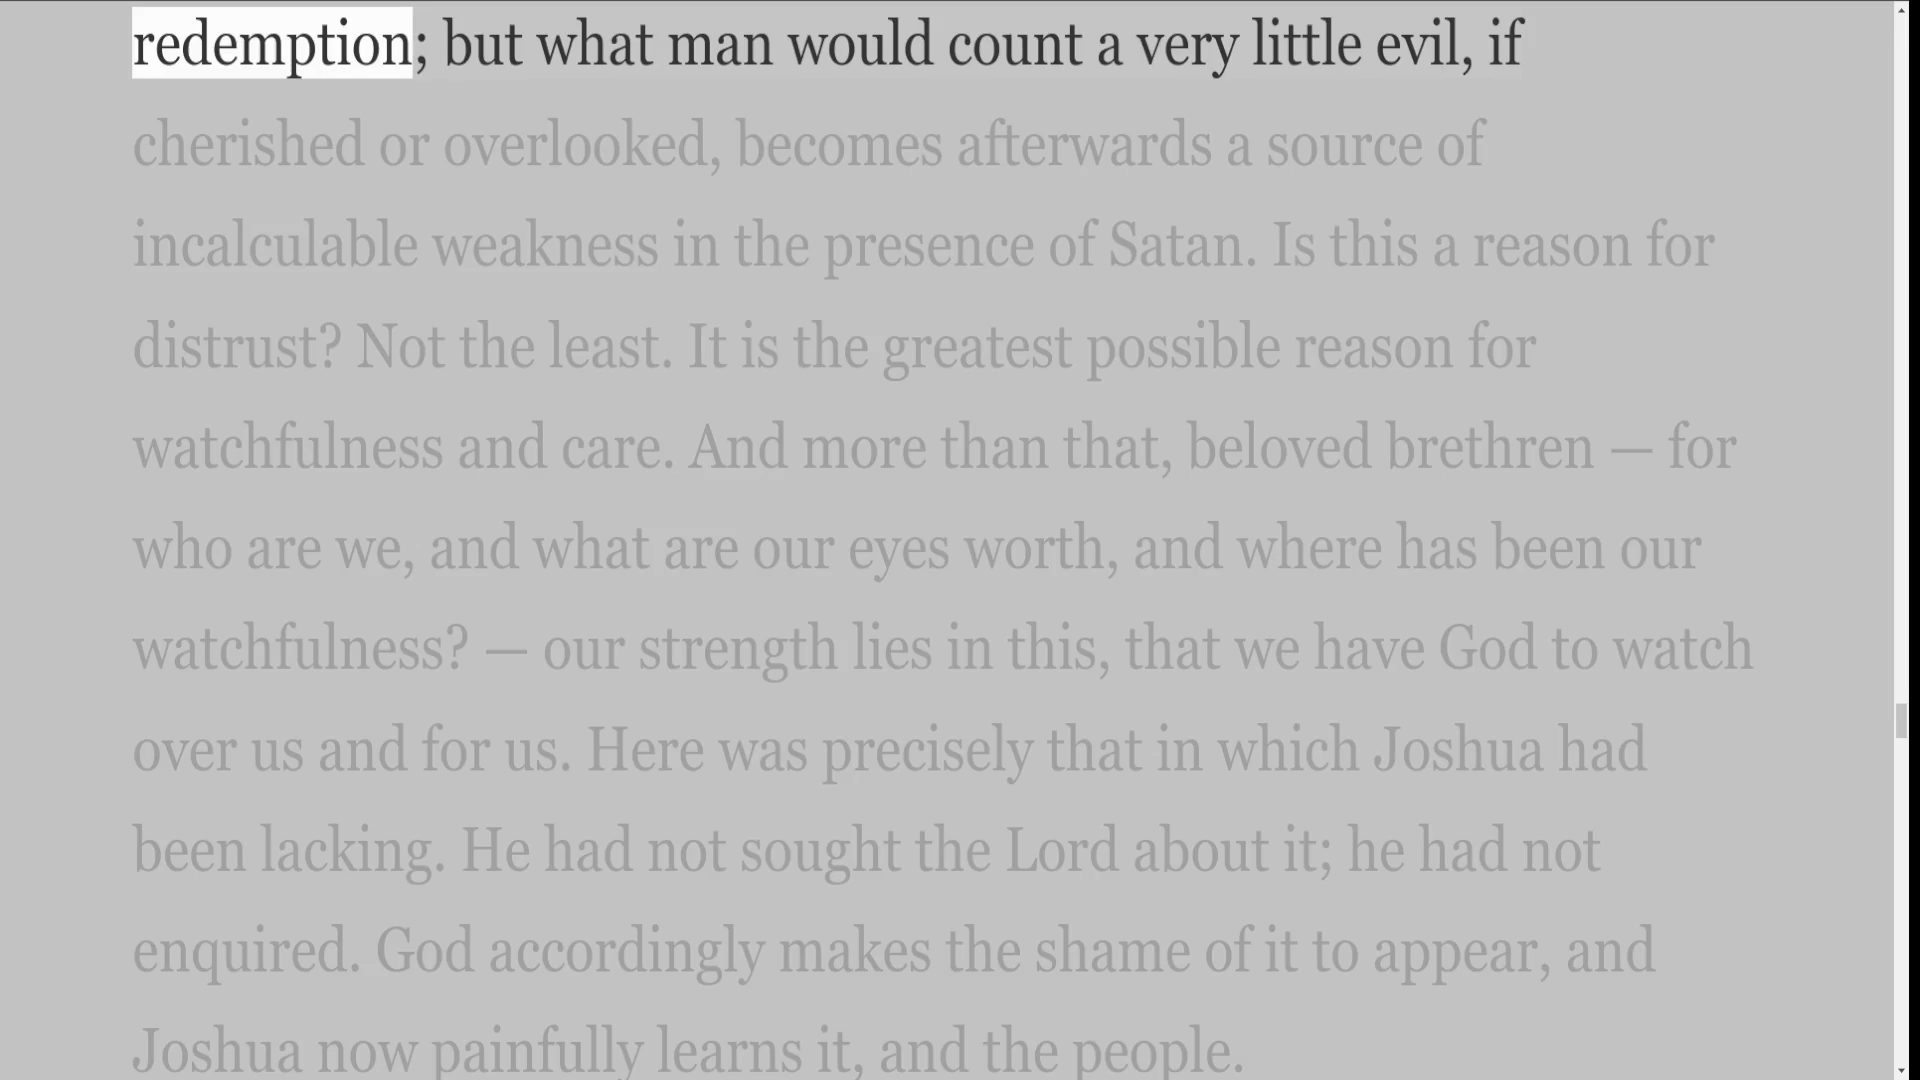 redemption; but what man would count a very little evil, if
cherished or overlooked, becomes afterwards a source of
incalculable weakness in the presence of Satan. Is this a reason for
distrust? Not the least. It is the greatest possible reason for
watchfulness and care. And more than that, beloved brethren — for
who are we, and what are our eyes worth, and where has been our
watchfulness? — our strength lies in this, that we have God to watch
over us and for us. Here was precisely that in which Joshua had
been lacking. He had not sought the Lord about it; he had not
enquired. God accordingly makes the shame of it to appear, and
Joshua now painfully learns it, and the people.